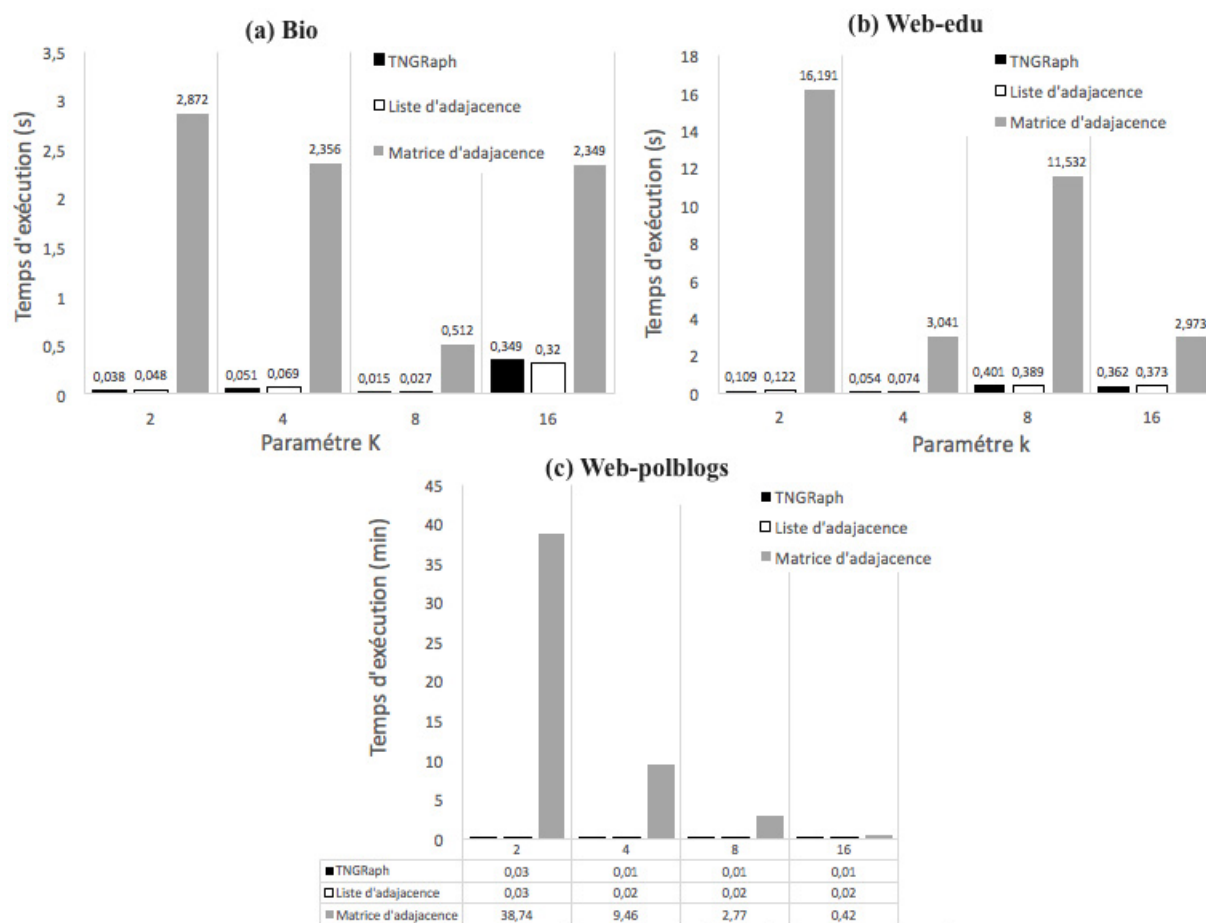 (a) Bio
3,5
3
2,5
2
1,5
1
0,5
0
Temps d'exécution (s)
TNGRaph
Liste d'adajacence
Matrice d'adajacence
0,038 0,048 2,872
0,051 0,069 2,356
0,015 0,027 0,512
0,349 0,32 2,349
2 4 8 16
Paramétre K
(b) Web-edu
18
16
14
12
10
8
6
4
2
0
Temps d'exécution (s)
TNGRaph
Liste d'adajacence
Matrice d'adajacence
0,109 0,122 16,191
0,054 0,074 3,041
0,401 0,389 11,532
0,362 0,373 2,973
2 4 8 16
Paramétre k
(c) Web-polblogs
45
40
35
30
25
20
15
10
5
0
Temps d'exécution (min)
TNGRaph
Liste d'adajacence
Matrice d'adajacence
2 4 8 16
TNGRaph 0,03 0,01 0,01 0,01
Liste d'adajacence 0,03 0,02 0,02 0,02
Matrice d'adajacence 38,74 9,46 2,77 0,42